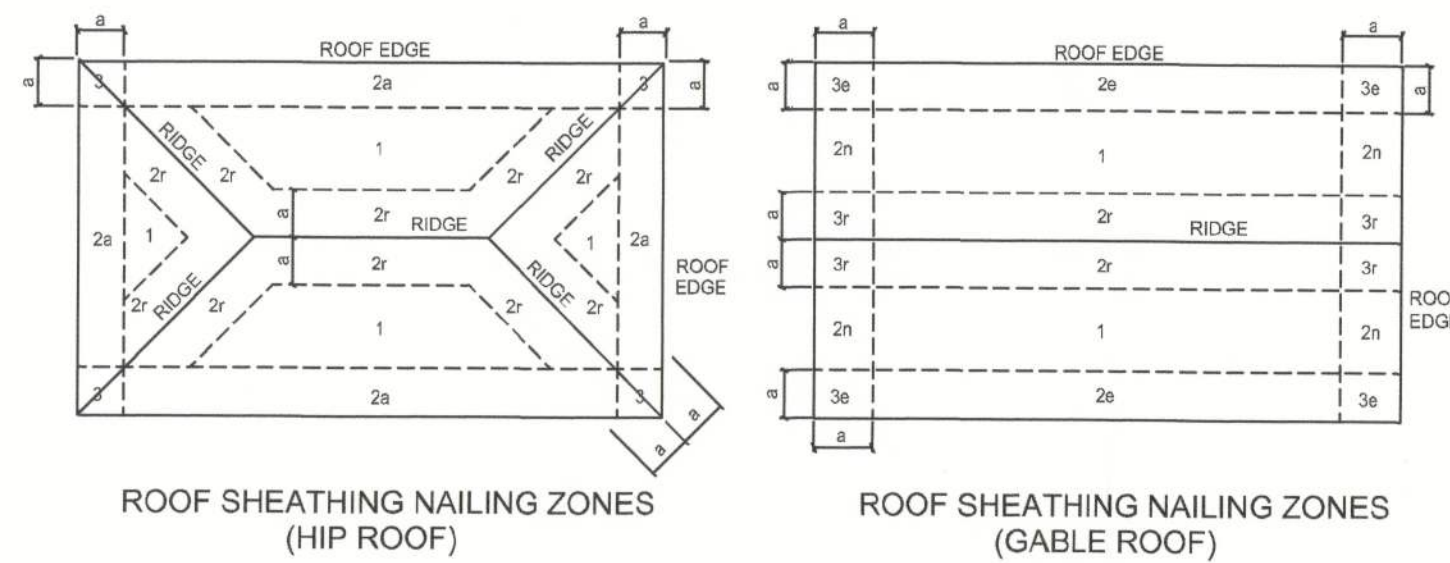 a
a
ROOF EDGE
a
3
2a
3
a
RIDGE
1
RIDGE
2r
2r
2r
2r
a
2r
RIDGE
2a
1
1
2a
a
2r
RIDGE
RIDGE
2r
2r
2r
2r
1
ROOF
EDGE
3
2a
3
a
a
ROOF SHEATHING NAILING ZONES
(HIP ROOF)
a
a
ROOF EDGE
a
3e
2e
3e
a
2n
1
2n
a
3r
2r
RIDGE
3r
a
3r
2r
3r
2n
1
2n
ROO
EDG
a
3e
2e
3e
a
ROOF SHEATHING NAILING ZONES
(GABLE ROOF)